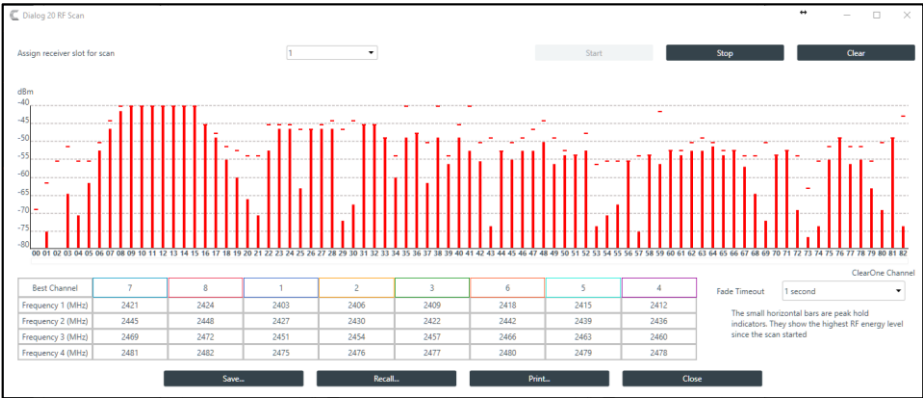 Dialog 20 RF Scan
Assign receiver slot for scan 1 Start Stop Clear
dBm
-40
-45
-50
-55
-60
-65
-70
-75
-80
00 01 02 03 04 05 06 07 08 09 10 11 12 13 14 15 16 17 18 19 20 21 22 23 24 25 26 27 28 29 30 31 32 33 34 35 36 37 38 39 40 41 42 43 44 45 46 47 48 49 50 51 52 53 54 55 56 57 58 59 60 61 62 63 64 65 66 67 68 69 70 71 72 73 74 75 76 77 78 79 80 81 82
ClearOne Channel
Best Channel 7 8 1 2 3 6 5 4
Frequency 1 (MHz) 2421 2424 2403 2406 2409 2418 2415 2412
Frequency 2 (MHz) 2445 2448 2427 2430 2422 2442 2439 2436
Frequency 3 (MHz) 2469 2472 2451 2454 2457 2466 2463 2460
Frequency 4 (MHz) 2481 2482 2475 2476 2477 2480 2479 2478
Fade Timeout 1 second
The small horizontal bars are peak hold
indicators. They show the highest RF energy level
since the scan started
Save... Recall... Print... Close